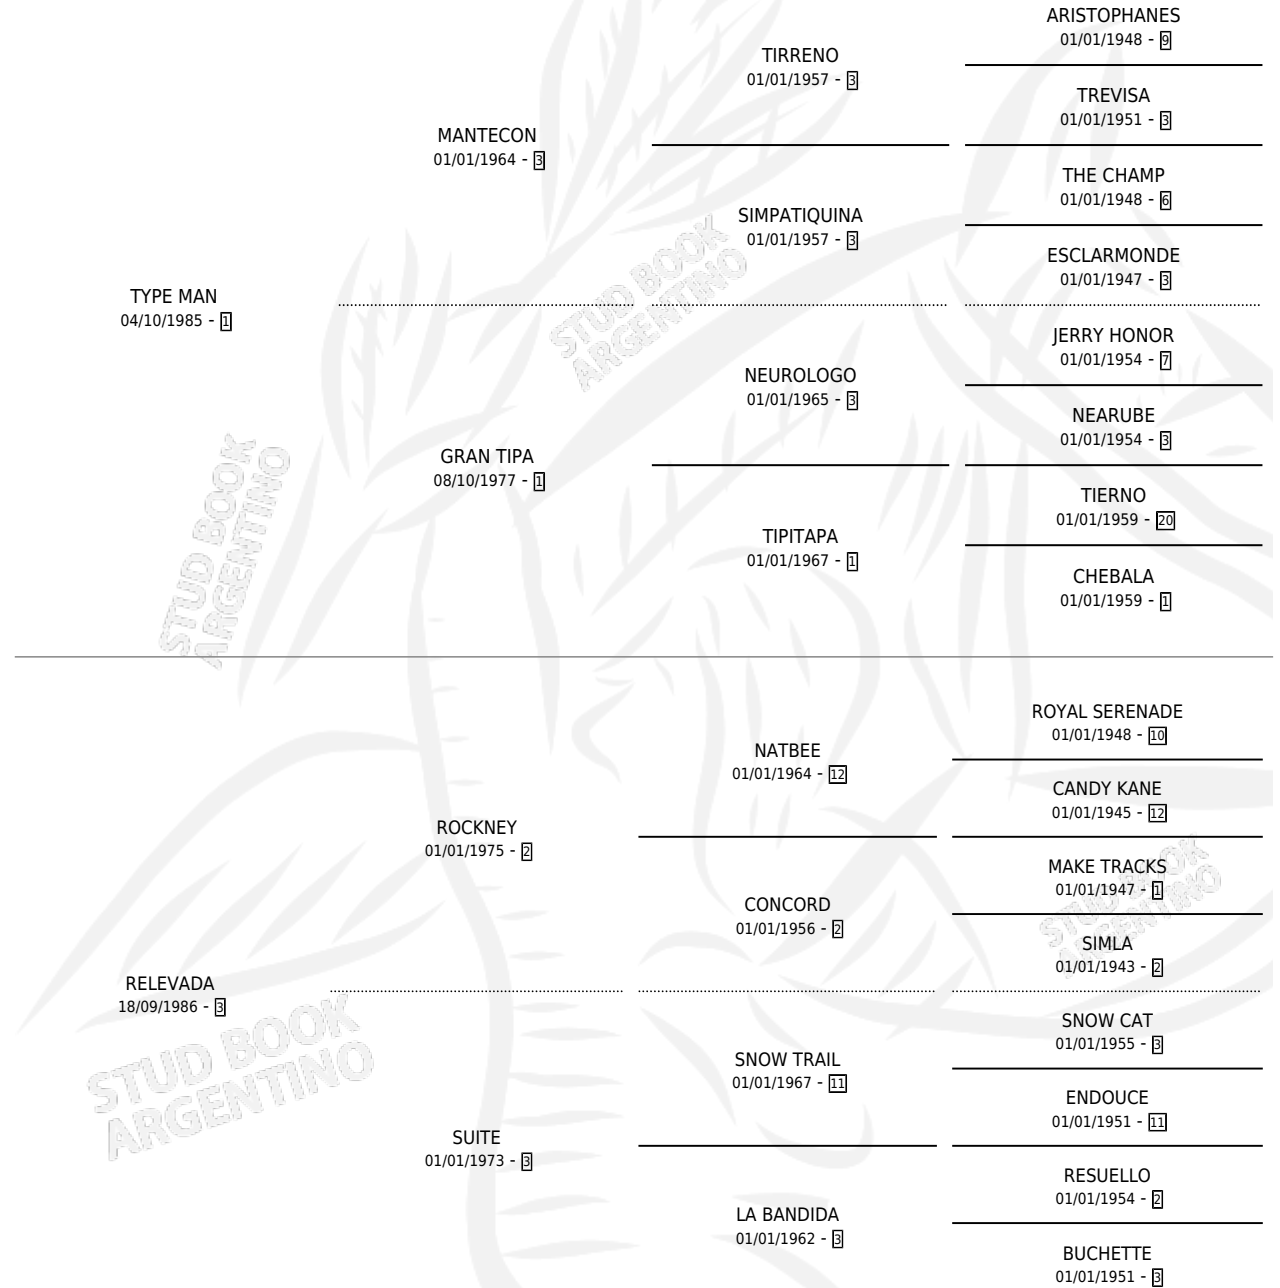 ARISTOPHANES
01/01/1948 - 9
TIRRENO
01/01/1957 - 3
TREVISA
01/01/1951 - 3
MANTECON
01/01/1964 - 3
THE CHAMP
01/01/1948 - 6
SIMPATIQUINA
01/01/1957 - 3
ESCLARMONDE
01/01/1947 - 3
TYPE MAN
04/10/1985 - 1
STUD BOOK
ARGENTINO
JERRY HONOR
01/01/1954 - 7
NEUROLOGO
01/01/1965 - 3
NEARUBE
01/01/1954 - 3
GRAN TIPA
08/10/1977 - 1
TIERNO
01/01/1959 - 20
TIPITAPA
01/01/1967 - 1
CHEBALA
01/01/1959 - 1
STUD BOOK
ARGENTINO
ROYAL SERENADE
01/01/1948 - 10
NATBEE
01/01/1964 - 12
CANDY KANE
01/01/1945 - 12
ROCKNEY
01/01/1975 - 2
MAKE TRACKS
01/01/1947 - 1
CONCORD
01/01/1956 - 2
SIMLA
01/01/1943 - 2
STUD BOOK
ARGENTINO
RELEVADA
18/09/1986 - 3
SNOW CAT
01/01/1955 - 3
SNOW TRAIL
01/01/1967 - 11
ENDOUCE
01/01/1951 - 11
STUD BOOK
ARGENTINO
SUITE
01/01/1973 - 3
RESUELLO
01/01/1954 - 2
LA BANDIDA
01/01/1962 - 3
BUCHETTE
01/01/1951 - 3